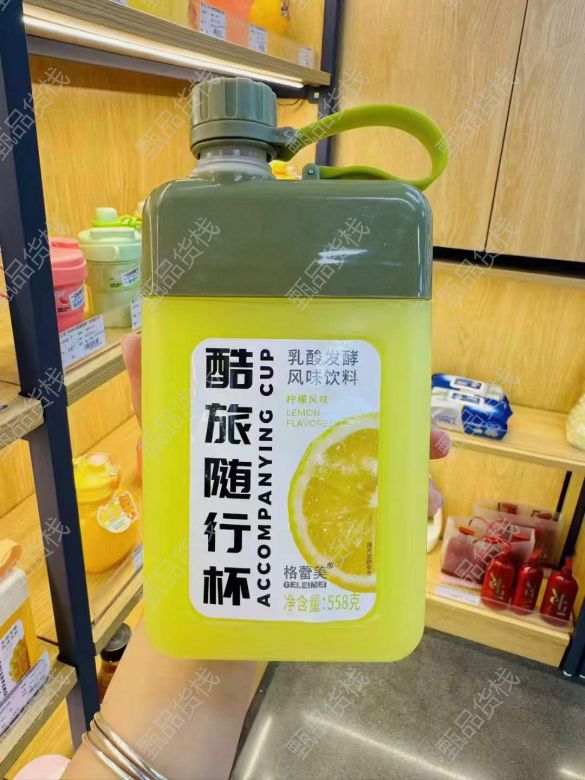 酷旅随行杯
ACCOMPANYING CUP
乳酸发酵
风味饮料
柠檬风味
LEMON
FLAVORED
格蕾美®
GELEIMEI
净含量:558克
甄品货栈